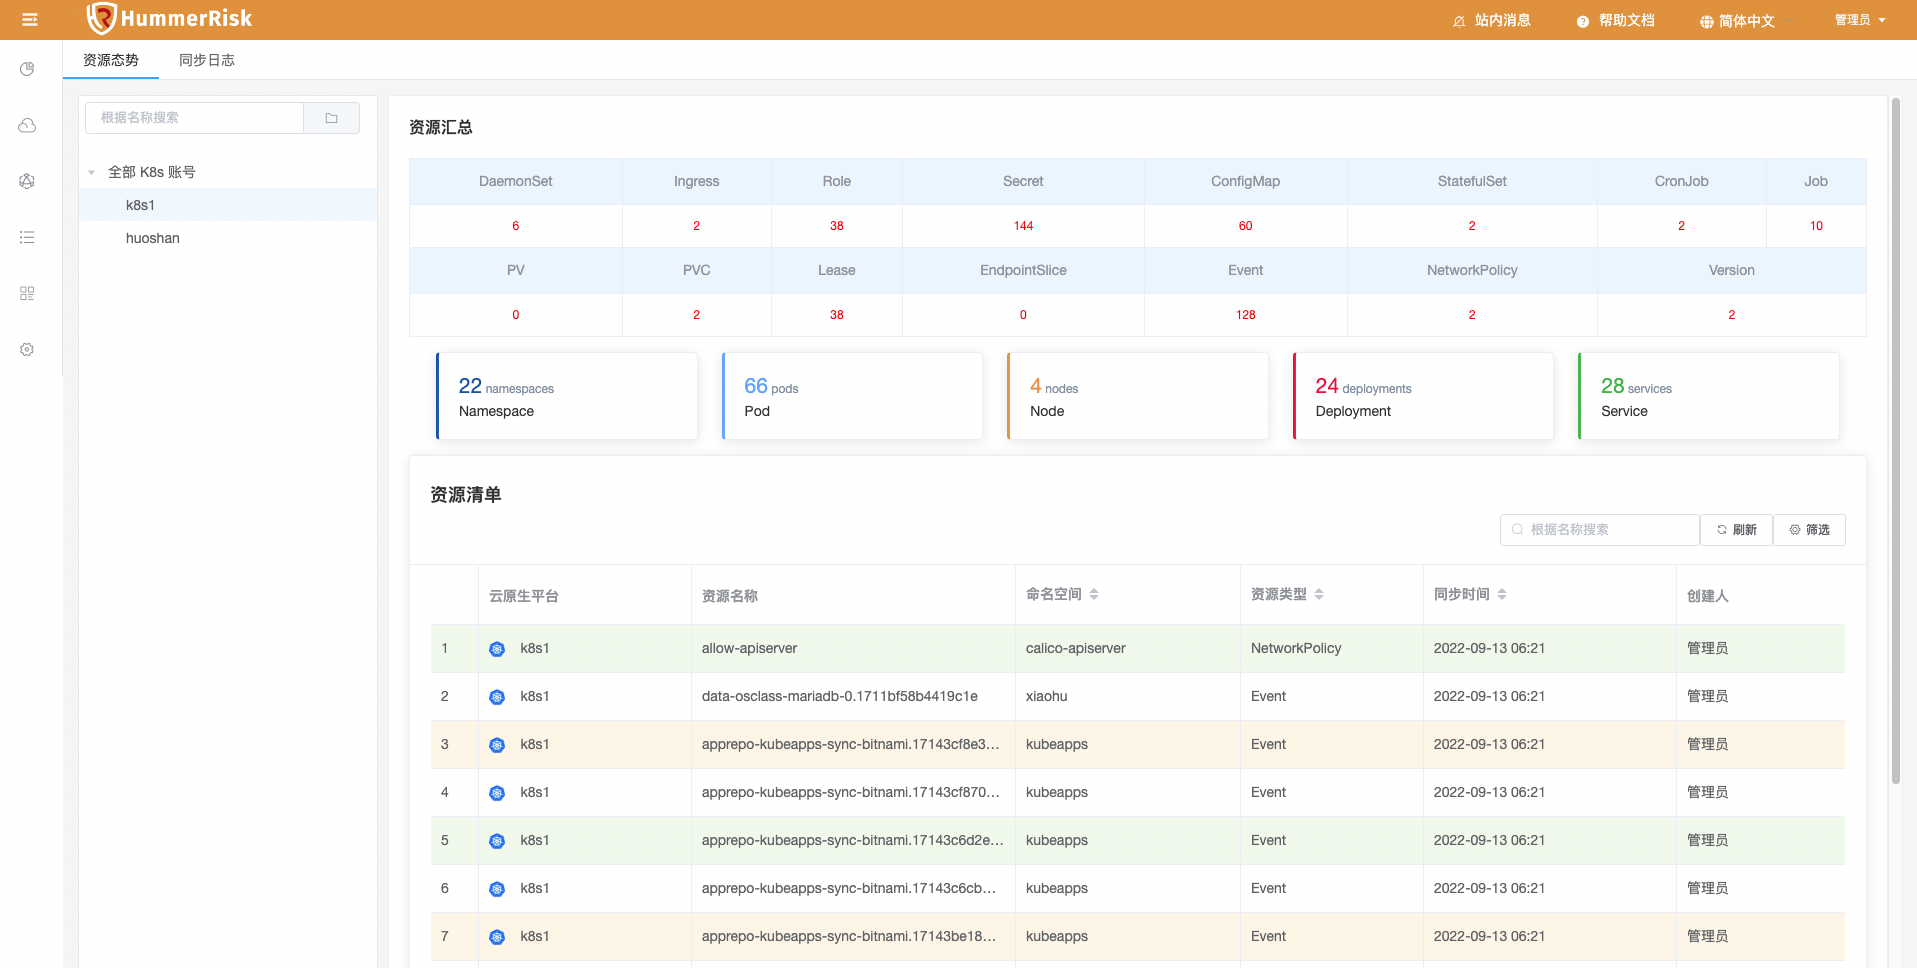 HummerRisk
站内消息 帮助文档 简体中文 管理员
资源态势 同步日志
根据名称搜索
全部 K8s 账号
k8s1
huoshan
资源汇总
DaemonSet Ingress Role Secret ConfigMap StatefulSet CronJob Job
6 2 38 144 60 2 2 10
PV PVC Lease EndpointSlice Event NetworkPolicy Version
0 2 38 0 128 2 2
22 namespaces 66 pods 4 nodes 24 deployments 28 services
Namespace Pod Node Deployment Service
资源清单
根据名称搜索 刷新 筛选
云原生平台 资源名称 命名空间 资源类型 同步时间 创建人
1 k8s1 allow-apiserver calico-apiserver NetworkPolicy 2022-09-13 06:21 管理员
2 k8s1 data-osclass-mariadb-0.1711bf58b4419c1e xiaohu Event 2022-09-13 06:21 管理员
3 k8s1 apprepo-kubeapps-sync-bitnami.17143cf8e3... kubeapps Event 2022-09-13 06:21 管理员
4 k8s1 apprepo-kubeapps-sync-bitnami.17143cf870... kubeapps Event 2022-09-13 06:21 管理员
5 k8s1 apprepo-kubeapps-sync-bitnami.17143c6d2e... kubeapps Event 2022-09-13 06:21 管理员
6 k8s1 apprepo-kubeapps-sync-bitnami.17143c6cb... kubeapps Event 2022-09-13 06:21 管理员
7 k8s1 apprepo-kubeapps-sync-bitnami.17143be18... kubeapps Event 2022-09-13 06:21 管理员